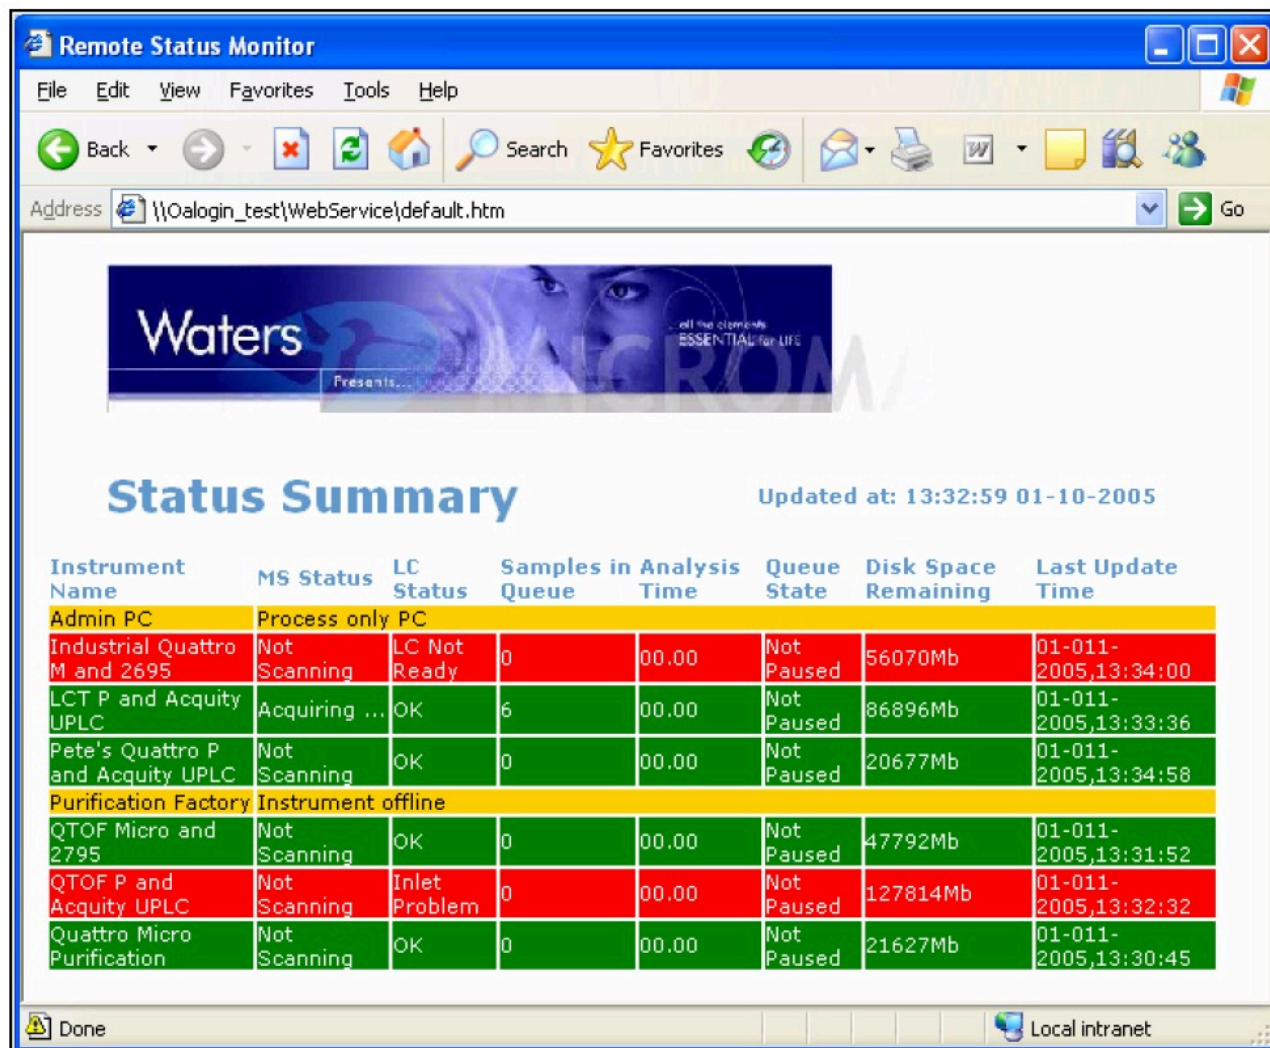 Remote Status Monitor
File Edit View Favorites Tools Help
Back Search Favorites
Address \\Oalogin_test\WebService\default.htm Go
Waters
...all the elements
ESSENTIAL for LIFE
Presents...
MICROMA
Status Summary
Updated at: 13:32:59 01-10-2005
Instrument Name MS Status LC Status Samples in Queue Analysis Time Queue State Disk Space Remaining Last Update Time
Admin PC Process only PC
Industrial Quattro M and 2695 Not Scanning LC Not Ready 0 00.00 Not Paused 56070Mb 01-011-2005,13:34:00
LCT P and Acquity UPLC Acquiring ... OK 6 00.00 Not Paused 86896Mb 01-011-2005,13:33:36
Pete's Quattro P and Acquity UPLC Not Scanning OK 0 00.00 Not Paused 20677Mb 01-011-2005,13:34:58
Purification Factory Instrument offline
QTOF Micro and 2795 Not Scanning OK 0 00.00 Not Paused 47792Mb 01-011-2005,13:31:52
QTOF P and Acquity UPLC Not Scanning Inlet Problem 0 00.00 Not Paused 127814Mb 01-011-2005,13:32:32
Quattro Micro Purification Not Scanning OK 0 00.00 Not Paused 21627Mb 01-011-2005,13:30:45
Done Local intranet